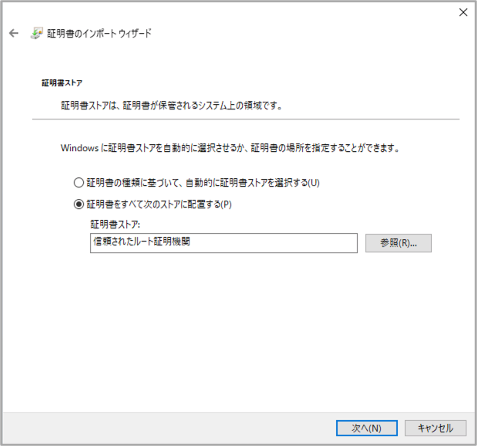 証明書のインポート ウィザード
証明書ストア
証明書ストアは、証明書が保管されるシステム上の領域です。
Windows に証明書ストアを自動的に選択させるか、証明書の場所を指定することができます。
証明書の種類に基づいて、自動的に証明書ストアを選択する(U)
証明書をすべて次のストアに配置する(P)
証明書ストア:
信頼されたルート証明機関
参照(R)...
次へ(N)
キャンセル